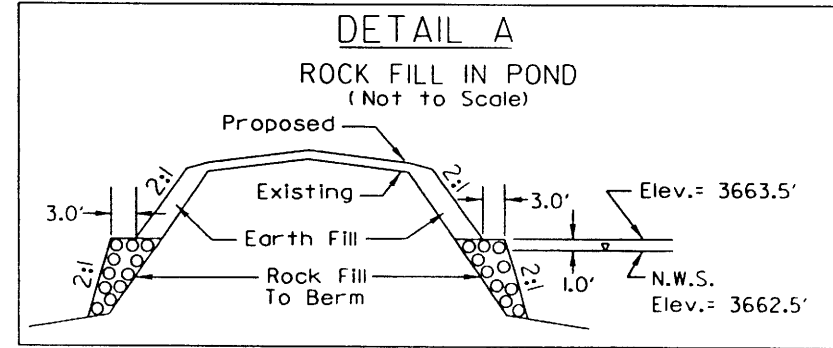 DETAIL A
ROCK FILL IN POND
(Not to Scale)
Proposed
2:1
2:1
Existing
Elev.= 3663.5'
3.0'
3.0'
Earth Fill
2:1
Rock Fill
To Berm
2:1
1.0'
N.W.S.
Elev.= 3662.5'